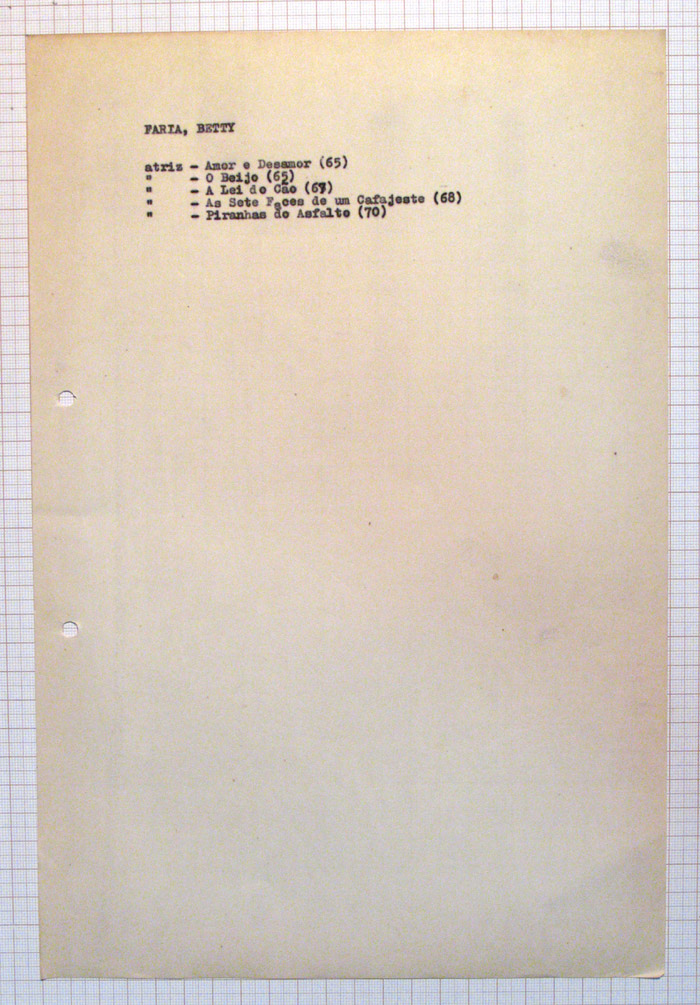 FARIA, BETTY
atriz - Amor e Desamor (65)
" - O Beijo (65)
" - A Lei do Cão (67)
" - As Sete Faces de um Cafajeste (68)
" - Piranhas do Asfalto (70)